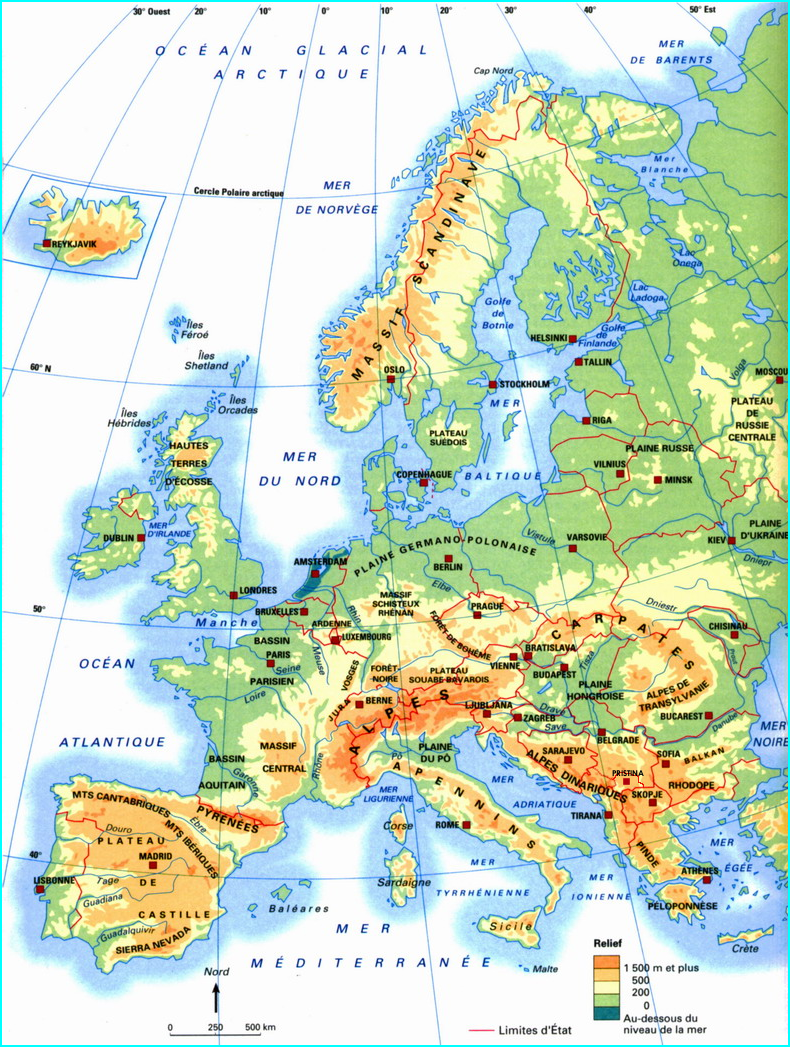 30° Ouest
20°
10°
0°
10°
20°
30°
40°
50° Est
OCÉAN GLACIAL
ARCTIQUE
MER
DE BARENTS
Cap Nord
Mer
Blanche
Cercle Polaire arctique
MER
DE NORVÈGE
REYKJAVIK
MASSIF SCANDINAVE
Lac
Onega
Lac
Ladoga
Golfe
de
Botnie
Îles
Féroé
Îles
Shetland
HELSINKI
Golfe
de
Finlande
TALLIN
60° N
OSLO
STOCKHOLM
Volga
MOSCOU
Îles
Orcades
Îles
Hébrides
MER
BALTIQUE
RIGA
PLATEAU
DE
RUSSIE
CENTRALE
PLATEAU
SUÉDOIS
HAUTES
TERRES
D'ÉCOSSE
MER
DU NORD
PLAINE RUSSE
VILNIUS
MINSK
COPENHAGUE
DUBLIN
MER
D'IRLANDE
PLAINE
D'UKRAINE
KIEV
Dniepr
VARSOVIE
Vistula
PLAINE GERMANO-POLONAISE
BERLIN
AMSTERDAM
Elbe
LONDRES
BRUXELLES
Rhin
MASSIF
SCHISTEUX
RHÉNAN
PRAGUE
FORÊT DE BOHÊME
Dniestr
CARPATES
CHISINAU
Prut
50°
Manche
ARDENNE
LUXEMBOURG
BASSIN
PARIS
PARISIEN
Seine
Meuse
Loire
VOSGES
FORÊT-
NOIRE
PLATEAU
SOUABE-BAVAROIS
VIENNE
BRATISLAVA
BUDAPEST
Tisza
PLAINE
HONGROISE
ALPES DE
TRANSYLVANIE
OCÉAN
ATLANTIQUE
JURA
BERNE
ALPES
LJUBLJANA
ZAGREB
Drave
Save
BELGRADE
BUCAREST
Danube
MER
NOIRE
MASSIF
CENTRAL
Rhône
BASSIN
AQUITAIN
Garonne
Pô
PLAINE
DU PÔ
APENNINS
SARAJEVO
ALPES DINARIQUES
PRISTINA
SOFIA
BALKAN
RHODOPE
SKOPJE
TIRANA
MER
LIGURIENNE
MER
ADRIATIQUE
MTS CANTABRIQUES
PYRÉNÉES
Ebre
MTS IBÉRIQUES
Douro
PLATEAU
MADRID
DE
CASTILLE
Corse
ROME
PINDE
MER
ÉGÉE
ATHÈNES
40°
LISBONNE
Tage
Guadiana
Guadalquivir
SIERRA NEVADA
Sardaigne
MER
TYRRHÉNIENNE
MER
IONIENNE
PÉLOPONNÈSE
Baléares
Sicile
MER
MÉDITERRANÉE
Malte
Crète
Nord
0 250 500 km
Relief
1 500 m et plus
500
200
0
Au-dessous du
niveau de la mer
Limites d'État